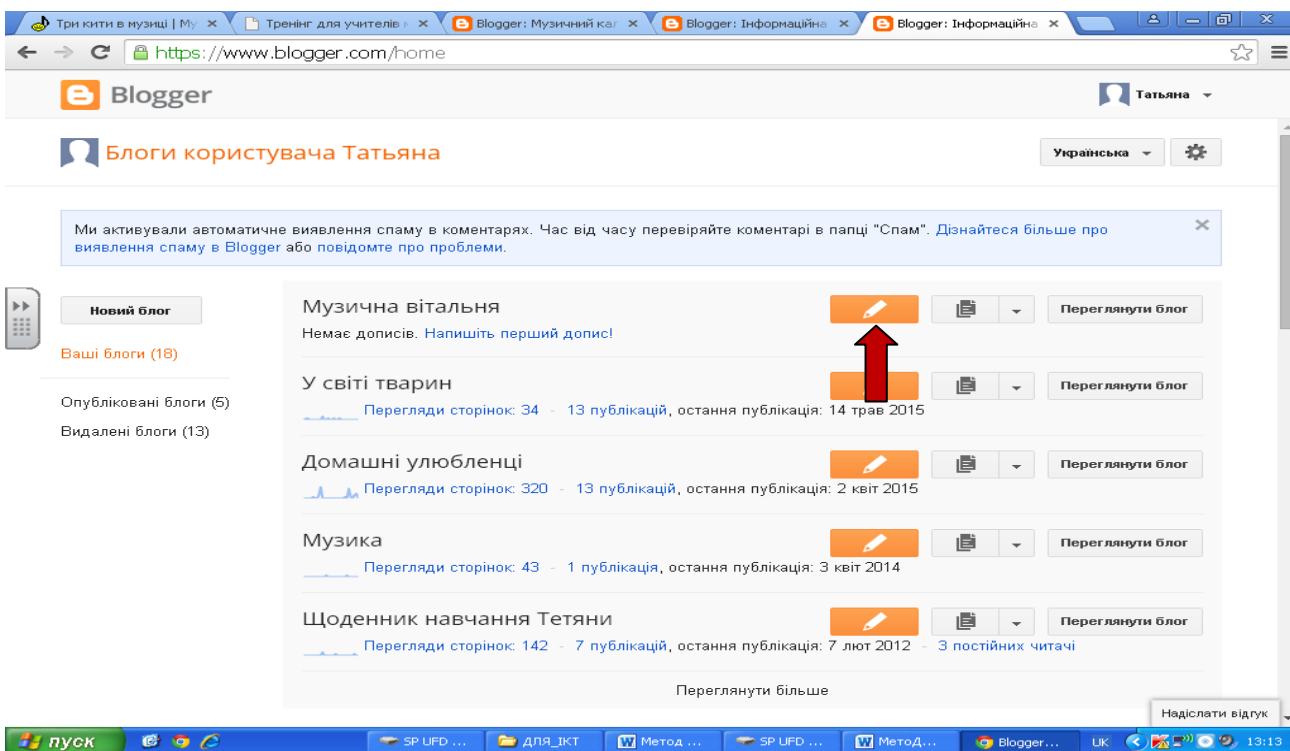 Три кити в музиці | Му
Тренінг для учителів
Blogger: Музичний ка
Blogger: Інформаційна
Blogger: Інформаційна
https://www.blogger.com/home
Blogger
Татьяна
Блоги користувача Татьяна
Українська
Ми активували автоматичне виявлення спаму в коментарях. Час від часу перевіряйте коментарі в папці "Спам". Дізнайтеся більше про
виявлення спаму в Blogger або повідомте про проблеми.
Новий блог
Ваші блоги (18)
Опубліковані блоги (5)
Видалені блоги (13)
Музична вітальня
Переглянути блог
Немає дописів. Напишіть перший допис!
У світі тварин
Переглянути блог
Перегляди сторінок: 34 - 13 публікацій, остання публікація: 14 трав 2015
Домашні улюбленці
Переглянути блог
Перегляди сторінок: 320 - 13 публікацій, остання публікація: 2 квіт 2015
Музика
Переглянути блог
Перегляди сторінок: 43 - 1 публікація, остання публікація: 3 квіт 2014
Щоденник навчання Тетяни
Переглянути блог
Перегляди сторінок: 142 - 7 публікацій, остання публікація: 7 лют 2012 - 3 постійних читачі
Переглянути більше
Надіслати відгук
пуск
SP UFD ...
ДЛЯ_ІКТ
Метод ...
SP UFD ...
МетоД...
Blogger...
UK
13:13